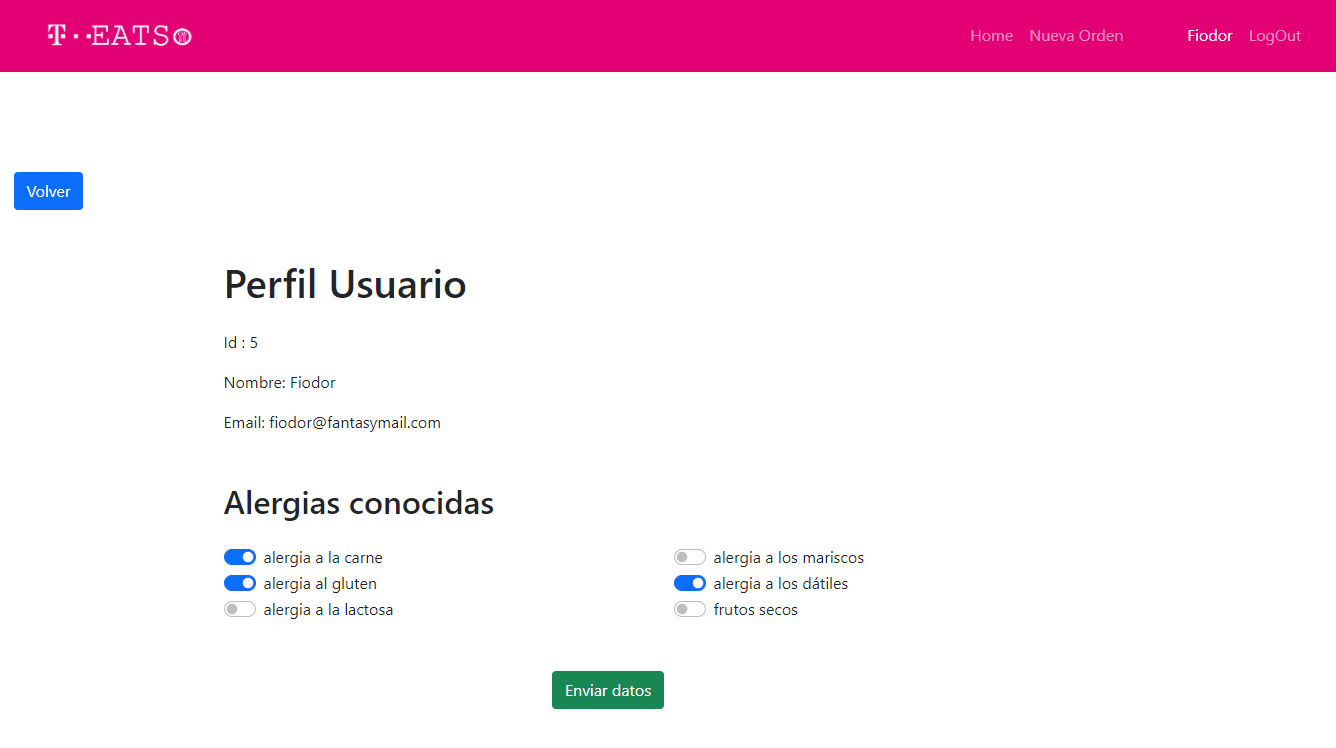 T··EATS
Home Nueva Orden Fiodor LogOut
Volver
Perfil Usuario
Id : 5
Nombre: Fiodor
Email: fiodor@fantasymail.com
Alergias conocidas
alergia a la carne alergia a los mariscos
alergia al gluten alergia a los dátiles
alergia a la lactosa frutos secos
Enviar datos